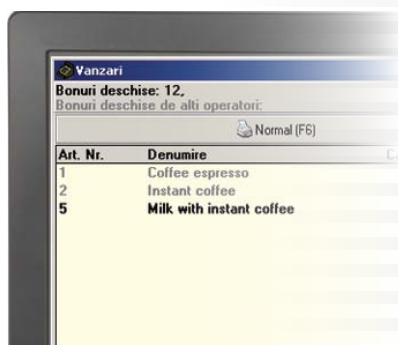 Vanzari
Bonuri deschise: 12,
Bonuri deschise de alti operatori:
Normal (F6)
Art. Nr. Denumire
1 Coffee espresso
2 Instant coffee
5 Milk with instant coffee